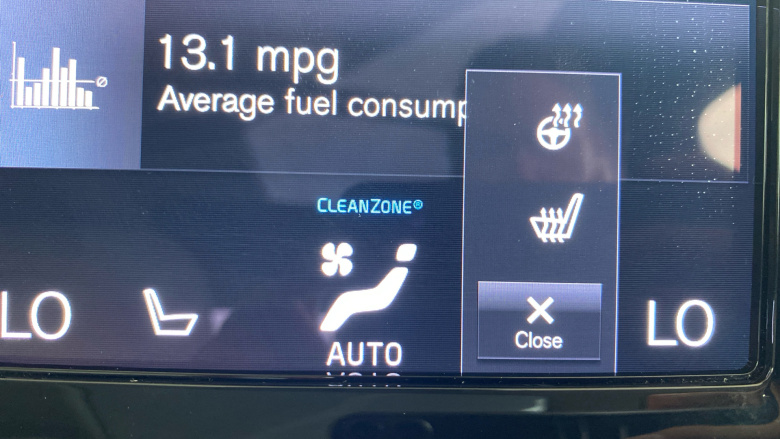 13.1 mpg
Average fuel consump
CLEANZONE®
LO
AUTO
Close
LO